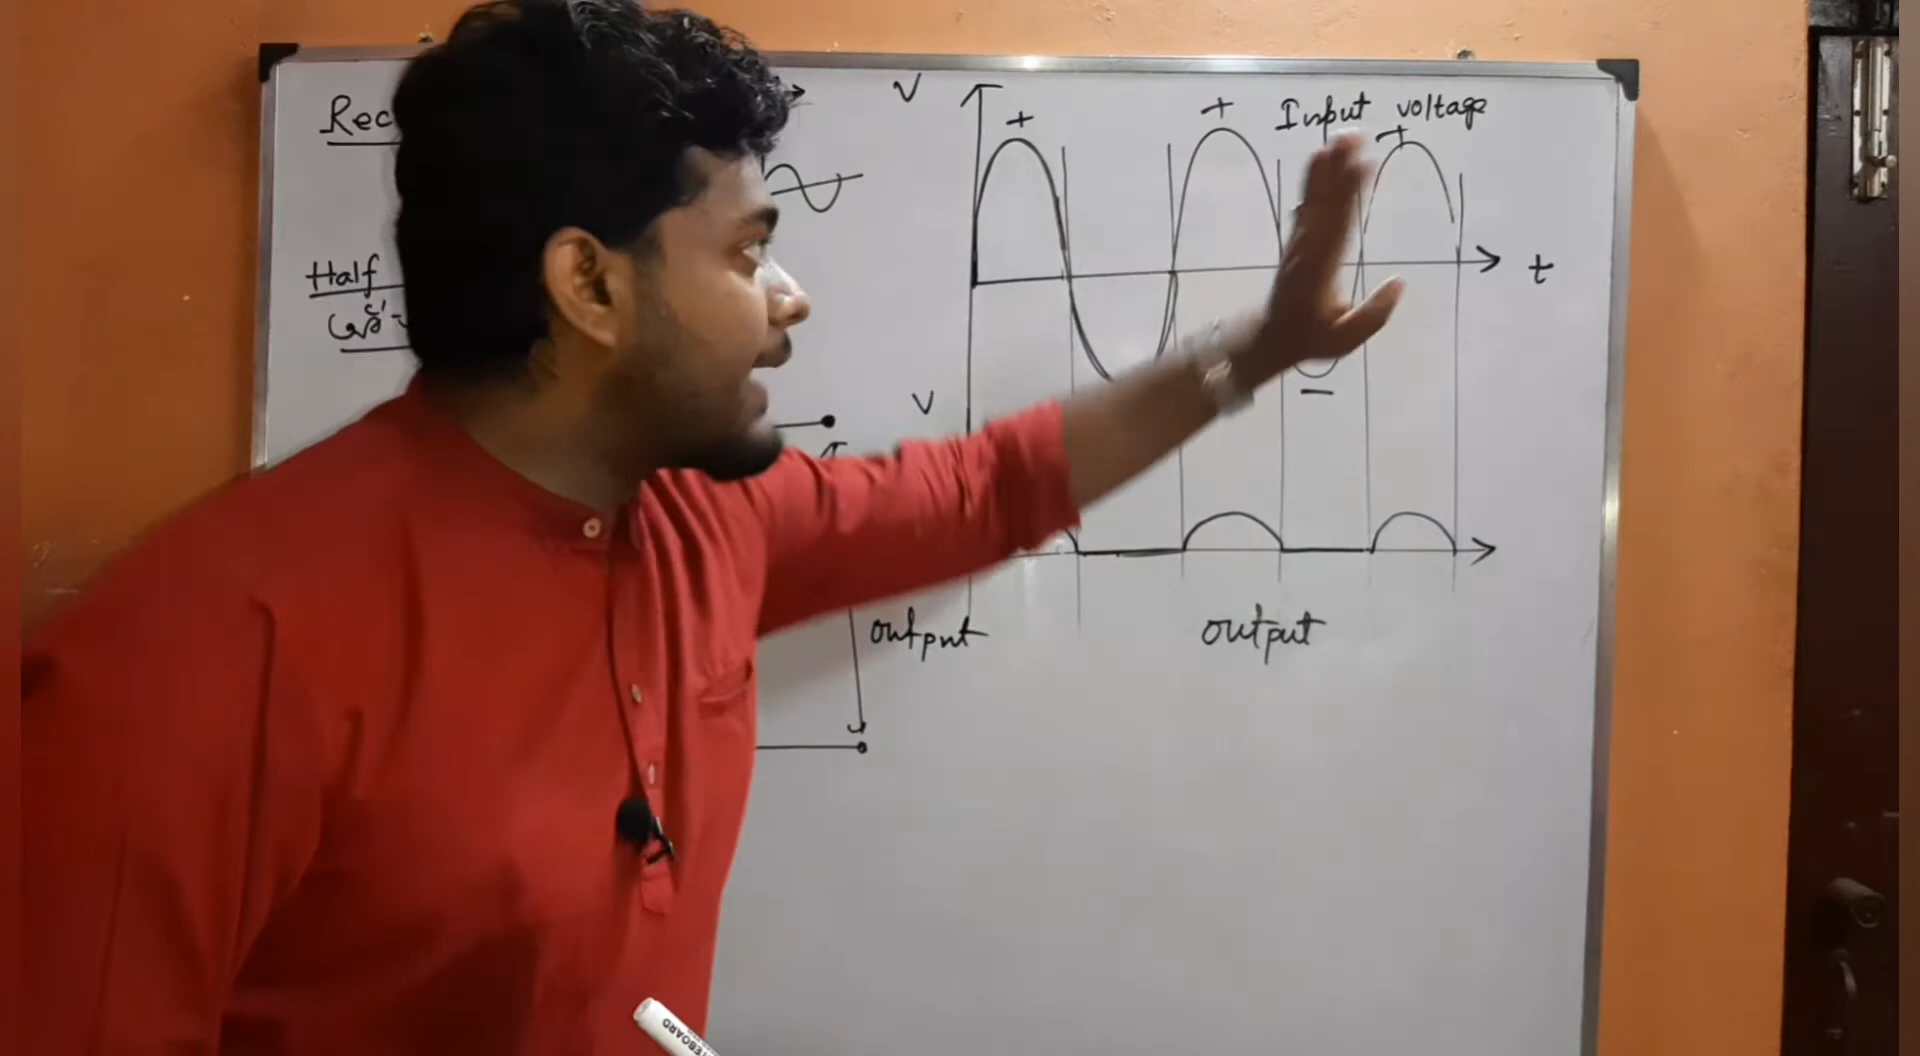 Rec
Half
V
+
+
Input voltage
+
t
−
V
output
output